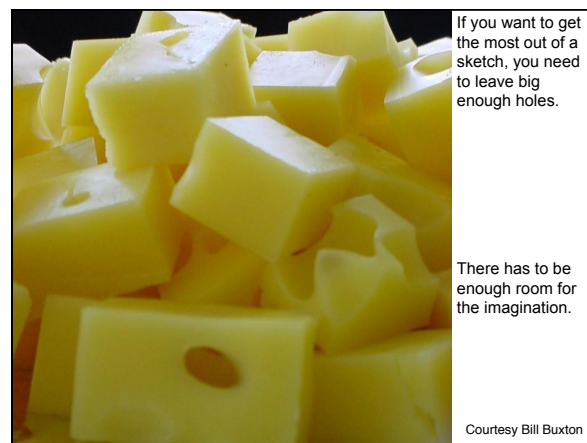 If you want to get
the most out of a
sketch, you need
to leave big
enough holes.
There has to be
enough room for
the imagination.
Courtesy Bill Buxton